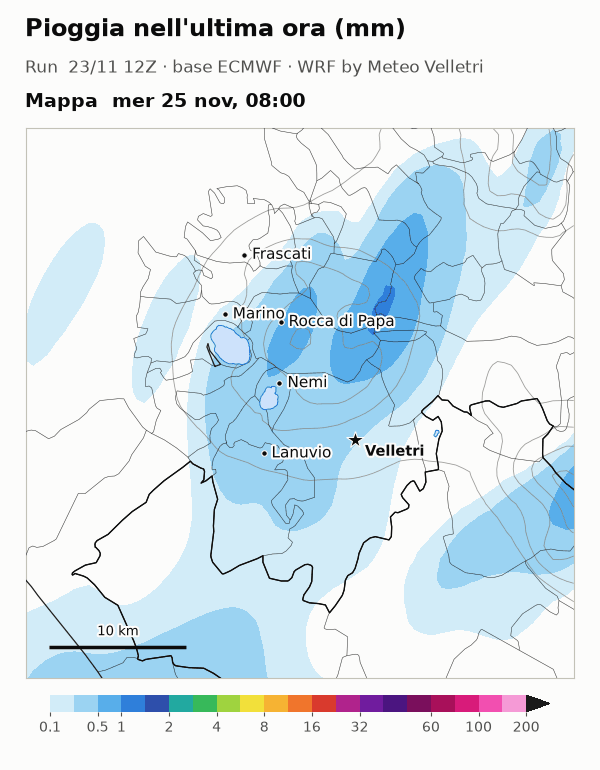 Pioggia nell'ultima ora (mm)
Run  23/11 12Z · base ECMWF · WRF by Meteo Velletri
Mappa  mer 25 nov, 08:00
Frascati
Marino
Rocca di Papa
Nemi
Velletri
Lanuvio
10 km
0.1 0.5 1 2 4 8 16 32 60 100 200